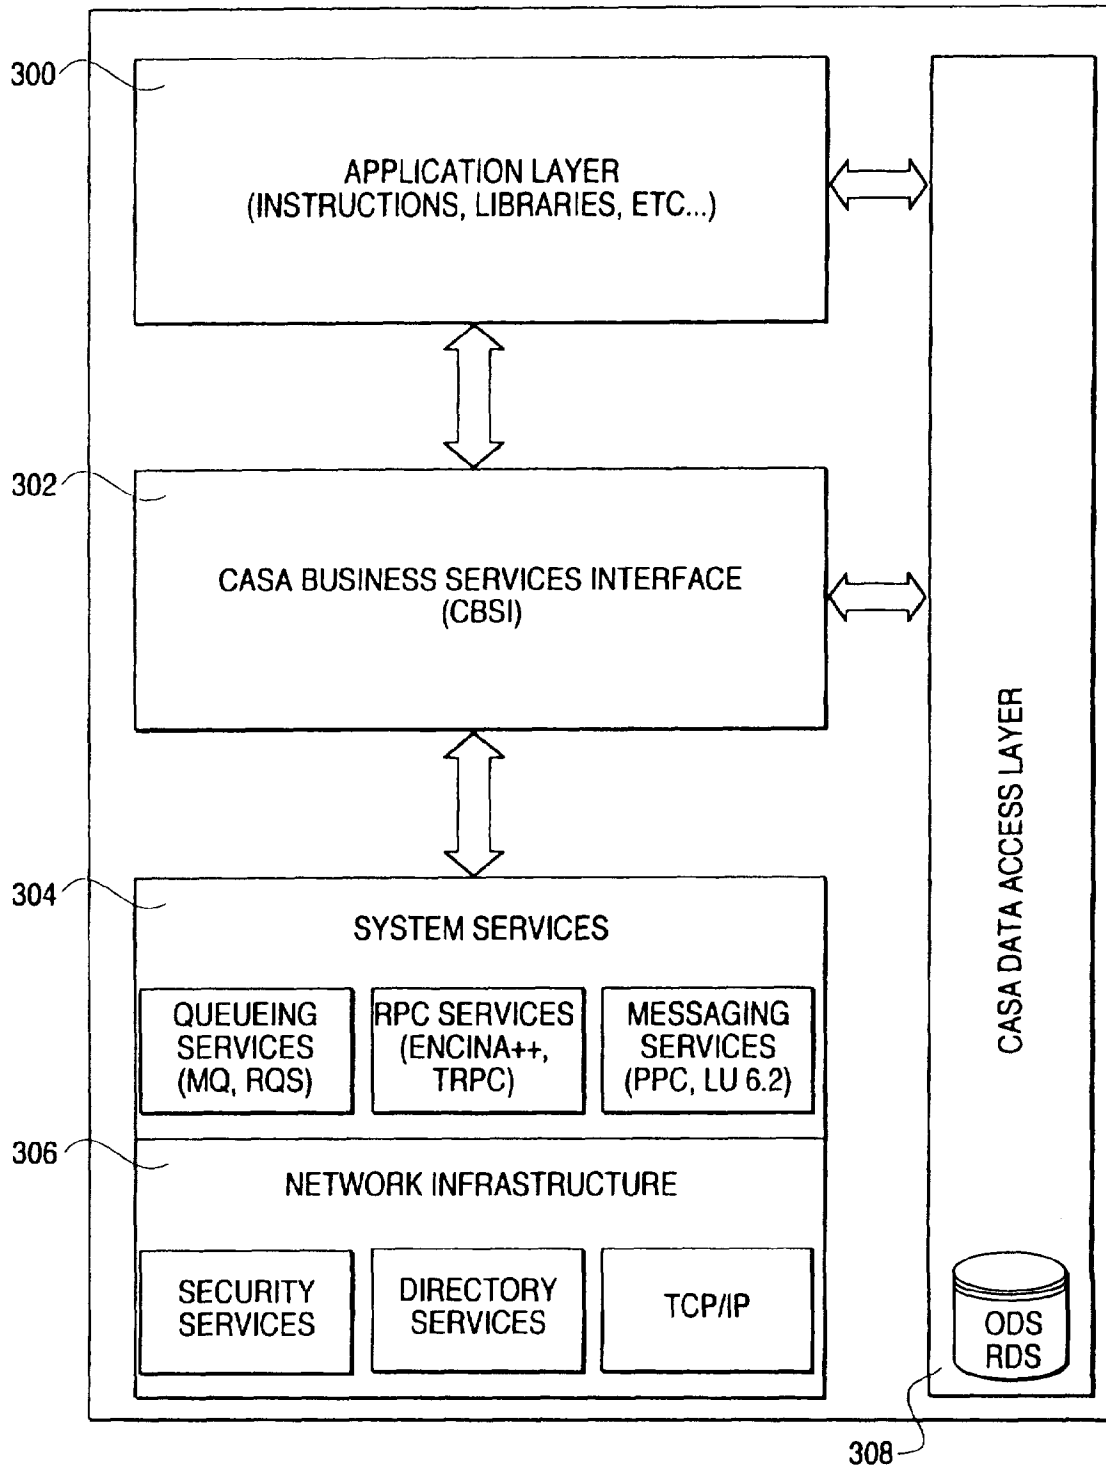 300
APPLICATION LAYER
(INSTRUCTIONS, LIBRARIES, ETC...)
302
CASA BUSINESS SERVICES INTERFACE
(CBSI)
304
SYSTEM SERVICES
QUEUEING
SERVICES
(MQ, RQS)
RPC SERVICES
(ENCINA++,
TRPC)
MESSAGING
SERVICES
(PPC, LU 6.2)
306
NETWORK INFRASTRUCTURE
SECURITY
SERVICES
DIRECTORY
SERVICES
TCP/IP
CASA DATA ACCESS LAYER
ODS
RDS
308